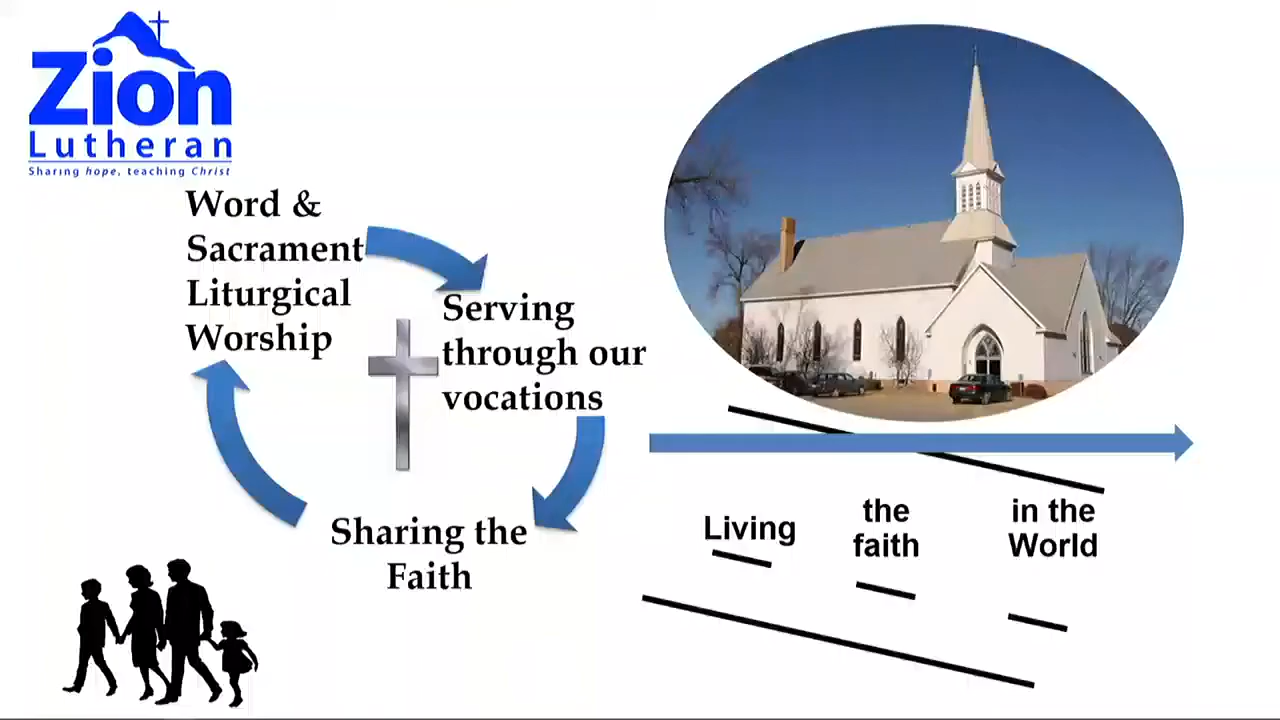 Zion
Lutheran
Sharing hope, teaching Christ
Word &
Sacrament
Liturgical
Worship
Serving
through our
vocations
Sharing the
Faith
Living
the
faith
in the
World